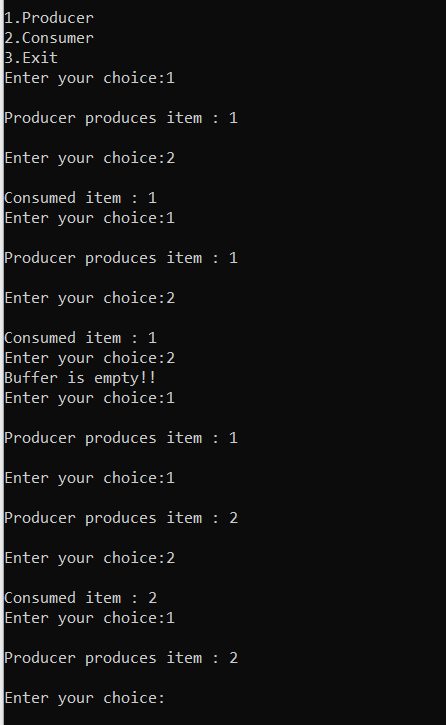 1.Producer
2.Consumer
3.Exit
Enter your choice:1
Producer produces item : 1
Enter your choice:2
Consumed item : 1
Enter your choice:1
Producer produces item : 1
Enter your choice:2
Consumed item : 1
Enter your choice:2
Buffer is empty!!
Enter your choice:1
Producer produces item : 1
Enter your choice:1
Producer produces item : 2
Enter your choice:2
Consumed item : 2
Enter your choice:1
Producer produces item : 2
Enter your choice: